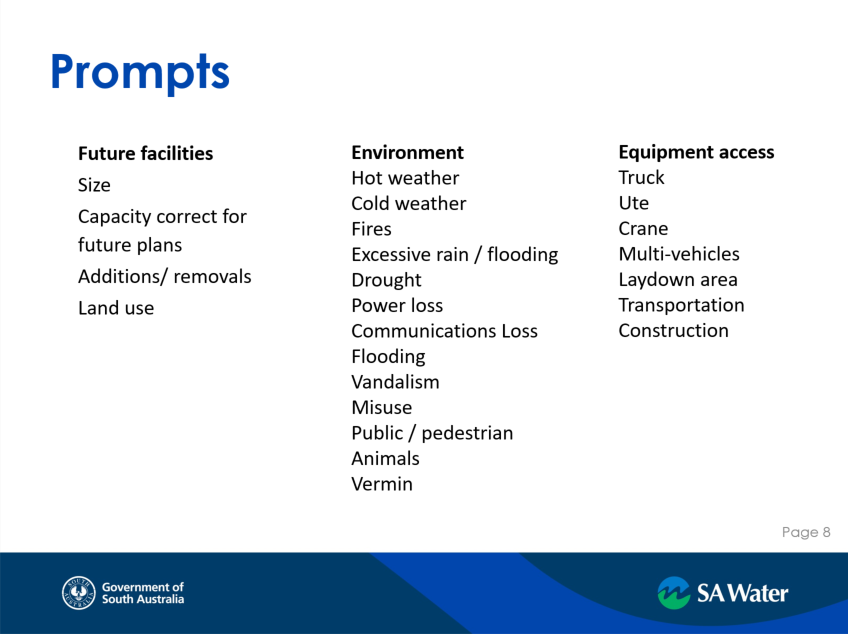 Prompts
Future facilities
Size
Capacity correct for
future plans
Additions/ removals
Land use
Environment
Hot weather
Cold weather
Fires
Excessive rain / flooding
Drought
Power loss
Communications Loss
Flooding
Vandalism
Misuse
Public / pedestrian
Animals
Vermin
Equipment access
Truck
Ute
Crane
Multi-vehicles
Laydown area
Transportation
Construction
Page 8
Government of
South Australia
SA Water